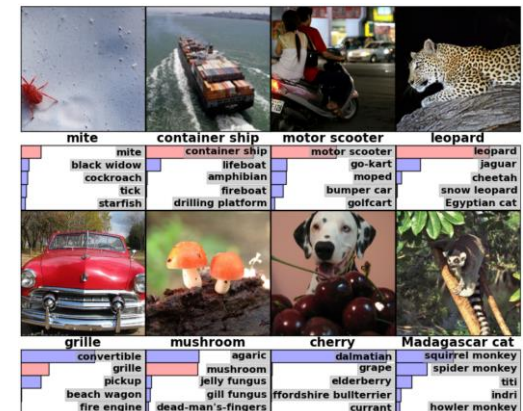 mite
container ship
motor scooter
leopard
mite
black widow
cockroach
tick
starfish
container ship
lifeboat
amphibian
fireboat
drilling platform
motor scooter
go-kart
moped
bumper car
golfcart
leopard
jaguar
cheetah
snow leopard
Egyptian cat
grille
mushroom
cherry
Madagascar cat
convertible
grille
pickup
beach wagon
fire engine
agaric
mushroom
jelly fungus
gill fungus
dead-man's-fingers
dalmatian
grape
elderberry
ffordshire bullterrier
currant
squirrel monkey
spider monkey
titi
indri
howler monkey